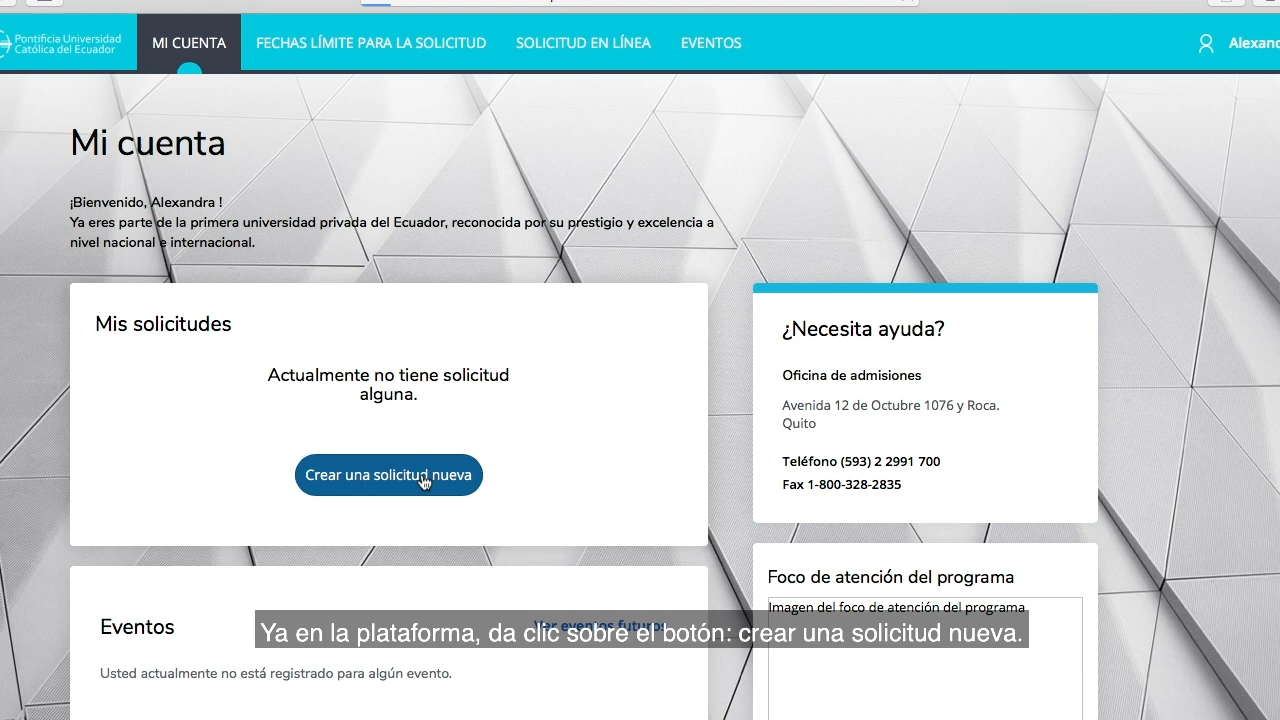 Pontificia Universidad
Católica del Ecuador
MI CUENTA
FECHAS LÍMITE PARA LA SOLICITUD
SOLICITUD EN LÍNEA
EVENTOS
Alexand
Mi cuenta
¡Bienvenido, Alexandra !
Ya eres parte de la primera universidad privada del Ecuador, reconocida por su prestigio y excelencia a
nivel nacional e internacional.
Mis solicitudes
Actualmente no tiene solicitud
alguna.
Crear una solicitud nueva
¿Necesita ayuda?
Oficina de admisiones
Avenida 12 de Octubre 1076 y Roca.
Quito
Teléfono (593) 2 2991 700
Fax 1-800-328-2835
Eventos
Ver eventos futuros
Usted actualmente no está registrado para algún evento.
Foco de atención del programa
Imagen del foco de atención del programa
Ya en la plataforma, da clic sobre el botón: crear una solicitud nueva.